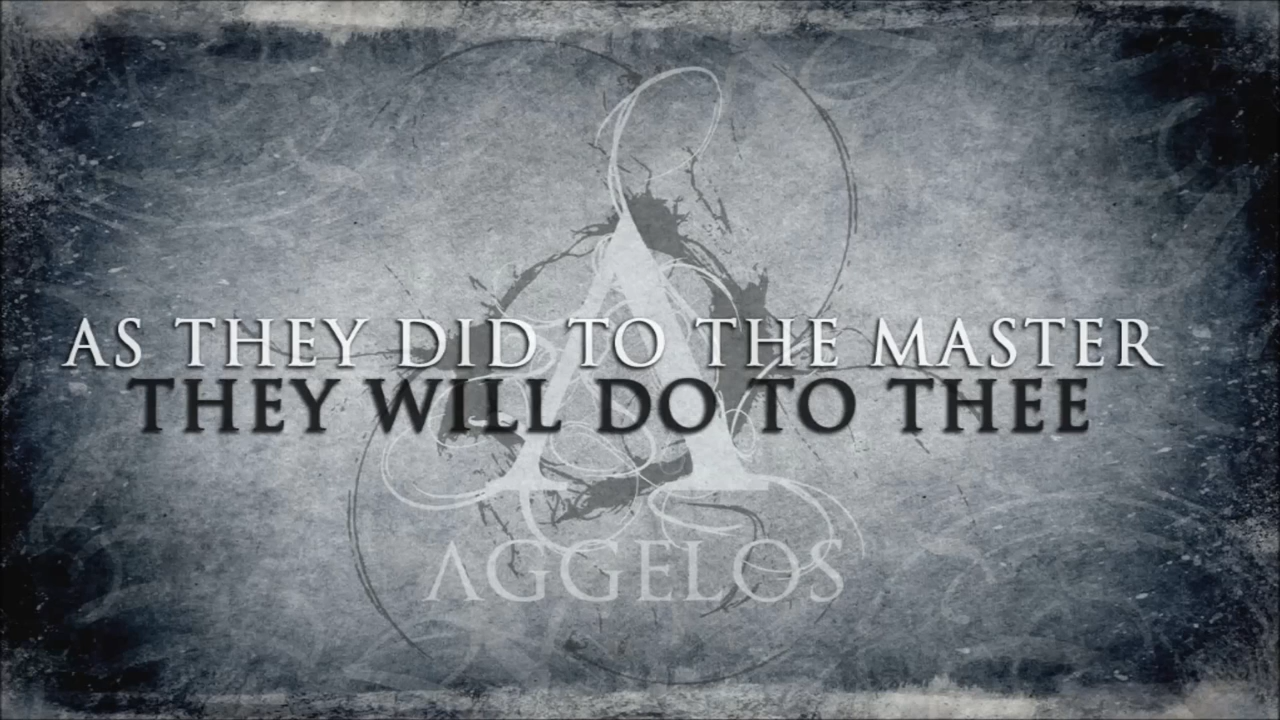 AS THEY DID TO THE MASTER
THEY WILL DO TO THEE
AGGELOS